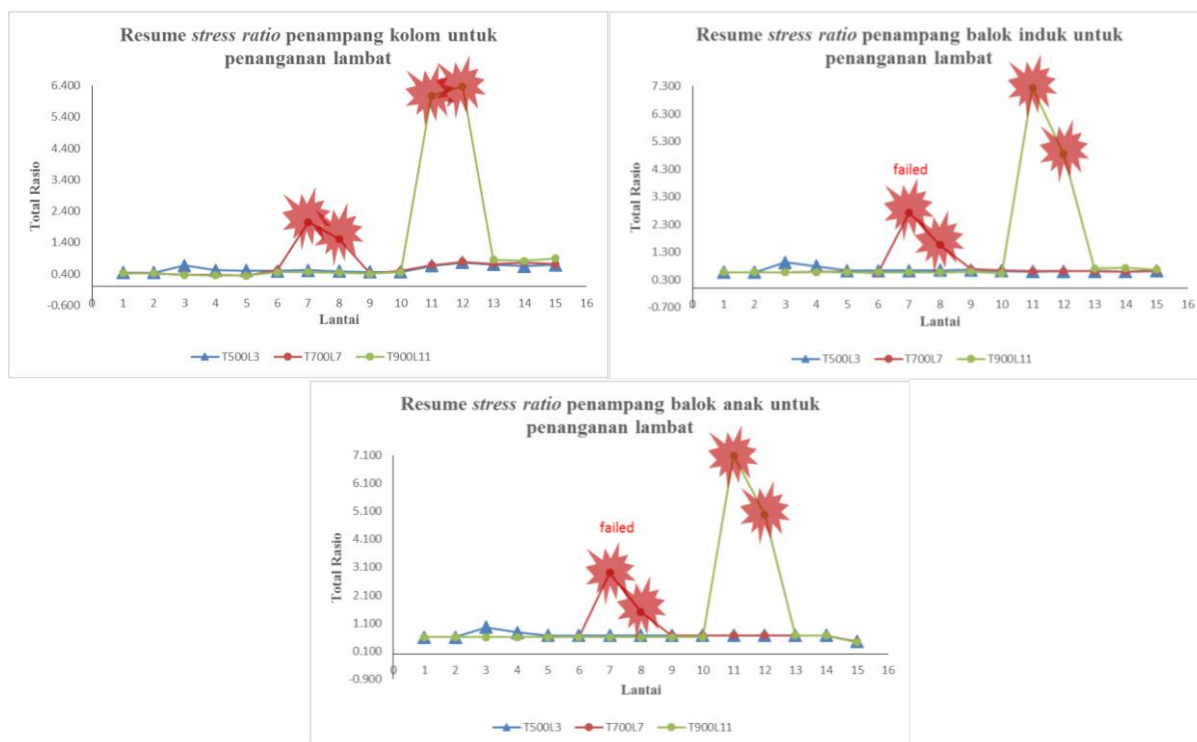 Resume stress ratio penampang kolom untuk
penanganan lambat
6.400
5.400
4.400
3.400
2.400
1.400
0.400
-0.600
Total Rasio
0 1 2 3 4 5 6 7 8 9 10 11 12 13 14 15 16
Lantai
T500L3 T700L7 T900L11
Resume stress ratio penampang balok induk untuk
penanganan lambat
7.300
6.300
5.300
4.300
3.300
2.300
1.300
0.300
-0.700
Total Rasio
failed
0 1 2 3 4 5 6 7 8 9 10 11 12 13 14 15 16
Lantai
T500L3 T700L7 T900L11
Resume stress ratio penampang balok anak untuk
penanganan lambat
7.100
6.100
5.100
4.100
3.100
2.100
1.100
0.100
-0.900
Total Rasio
failed
0 1 2 3 4 5 6 7 8 9 10 11 12 13 14 15 16
Lantai
T500L3 T700L7 T900L11